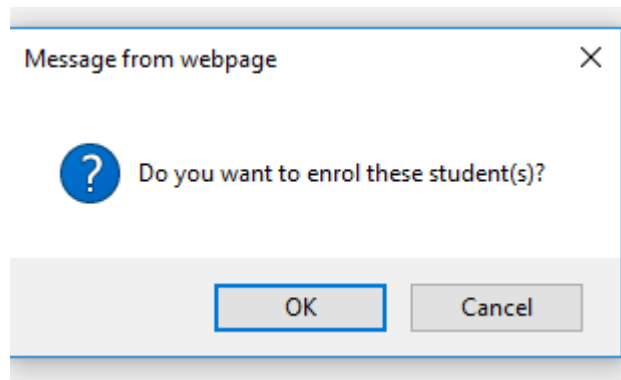 Message from webpage
Do you want to enrol these student(s)?
OK
Cancel